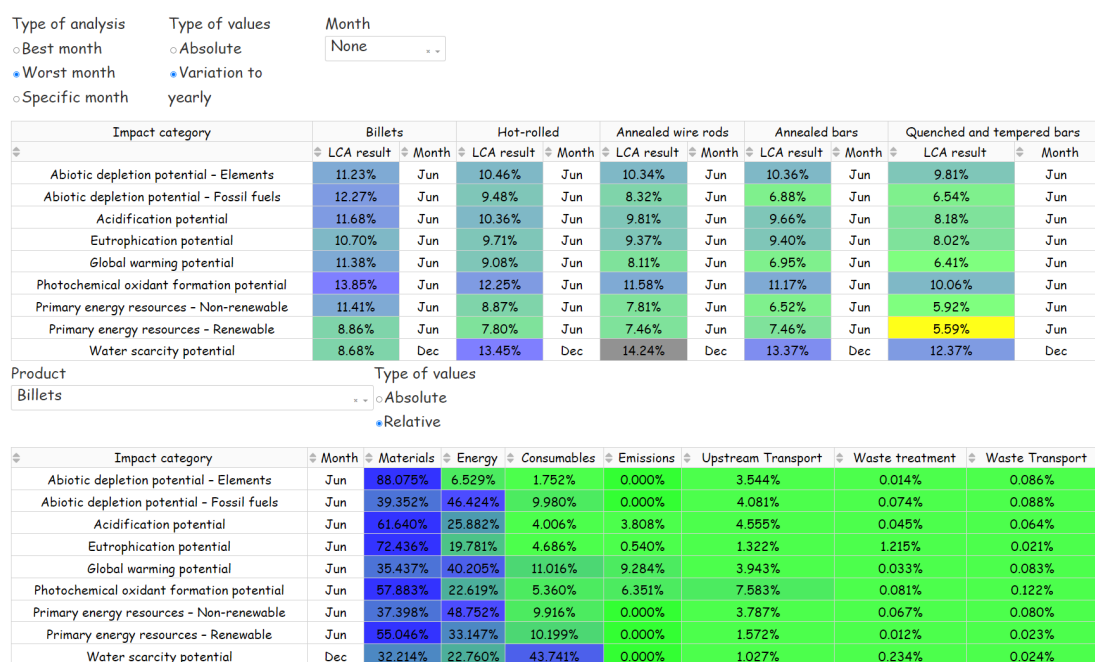 Type of analysis Type of values Month
Best month Absolute None
Worst month Variation to
Specific month yearly
Impact category Billets Hot-rolled Annealed wire rods Annealed bars Quenched and tempered bars
LCA result Month LCA result Month LCA result Month LCA result Month LCA result Month
Abiotic depletion potential – Elements 11.23% Jun 10.46% Jun 10.34% Jun 10.36% Jun 9.81% Jun
Abiotic depletion potential – Fossil fuels 12.27% Jun 9.48% Jun 8.32% Jun 6.88% Jun 6.54% Jun
Acidification potential 11.68% Jun 10.36% Jun 9.81% Jun 9.66% Jun 8.18% Jun
Eutrophication potential 10.70% Jun 9.71% Jun 9.37% Jun 9.40% Jun 8.02% Jun
Global warming potential 11.38% Jun 9.08% Jun 8.11% Jun 6.95% Jun 6.41% Jun
Photochemical oxidant formation potential 13.85% Jun 12.25% Jun 11.58% Jun 11.17% Jun 10.06% Jun
Primary energy resources – Non-renewable 11.41% Jun 8.87% Jun 7.81% Jun 6.52% Jun 5.92% Jun
Primary energy resources – Renewable 8.86% Jun 7.80% Jun 7.46% Jun 7.46% Jun 5.59% Jun
Water scarcity potential 8.68% Dec 13.45% Dec 14.24% Dec 13.37% Dec 12.37% Dec
Product Type of values
Billets Absolute
Relative
Impact category Month Materials Energy Consumables Emissions Upstream Transport Waste treatment Waste Transport
Abiotic depletion potential – Elements Jun 88.075% 6.529% 1.752% 0.000% 3.544% 0.014% 0.086%
Abiotic depletion potential – Fossil fuels Jun 39.352% 46.424% 9.980% 0.000% 4.081% 0.074% 0.088%
Acidification potential Jun 61.640% 25.882% 4.006% 3.808% 4.555% 0.045% 0.064%
Eutrophication potential Jun 72.436% 19.781% 4.686% 0.540% 1.322% 1.215% 0.021%
Global warming potential Jun 35.437% 40.205% 11.016% 9.284% 3.943% 0.033% 0.083%
Photochemical oxidant formation potential Jun 57.883% 22.619% 5.360% 6.351% 7.583% 0.081% 0.122%
Primary energy resources – Non-renewable Jun 37.398% 48.752% 9.916% 0.000% 3.787% 0.067% 0.080%
Primary energy resources – Renewable Jun 55.046% 33.147% 10.199% 0.000% 1.572% 0.012% 0.023%
Water scarcity potential Dec 32.214% 22.760% 43.741% 0.000% 1.027% 0.234% 0.024%